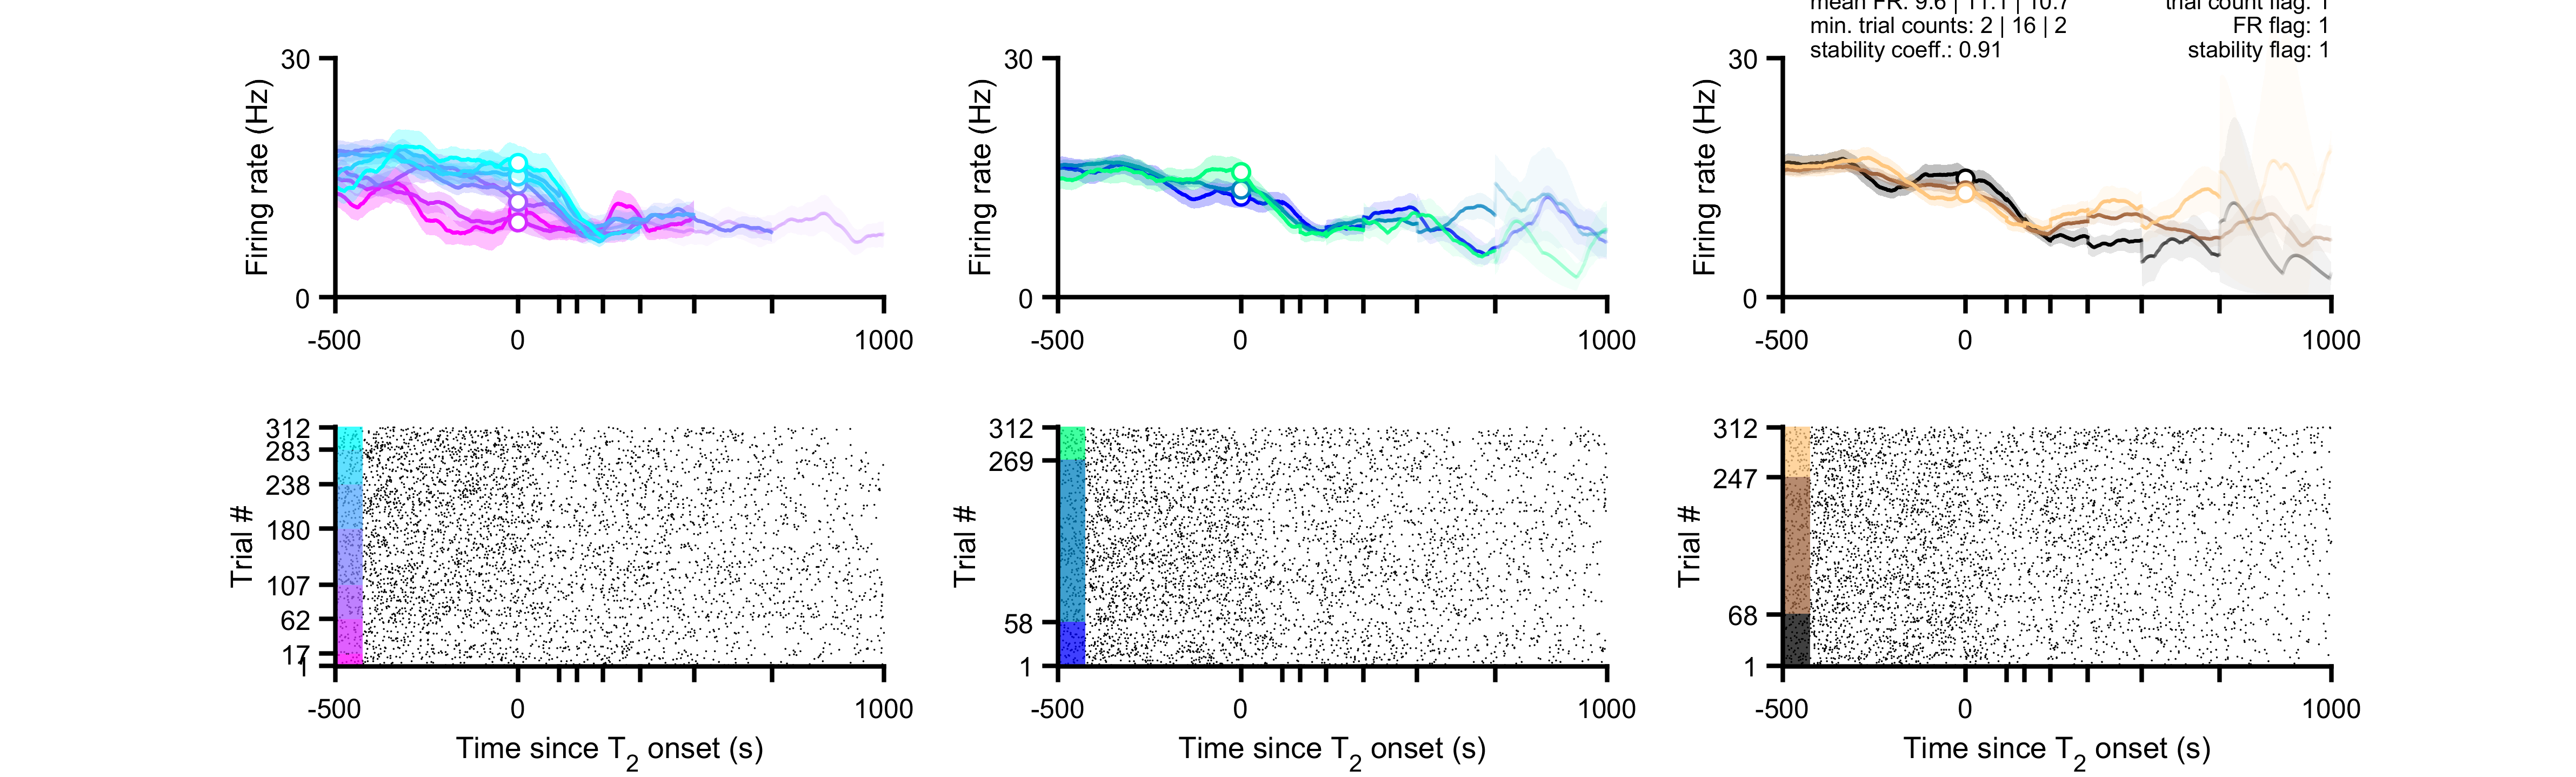 mean FR: 9.6 | 11.1 | 10.7 trial count flag: 1
min. trial counts: 2 | 16 | 2 FR flag: 1
stability coeff.: 0.91 stability flag: 1
30 30 30
Firing rate (Hz) Firing rate (Hz) Firing rate (Hz)
0 0 0
-500 0 1000 -500 0 1000 -500 0 1000
312 312 312
283 269 247
238
180
107
62 58 68
17
1 1 1
Trial # Trial # Trial #
-500 0 1000 -500 0 1000 -500 0 1000
Time since T2 onset (s) Time since T2 onset (s) Time since T2 onset (s)